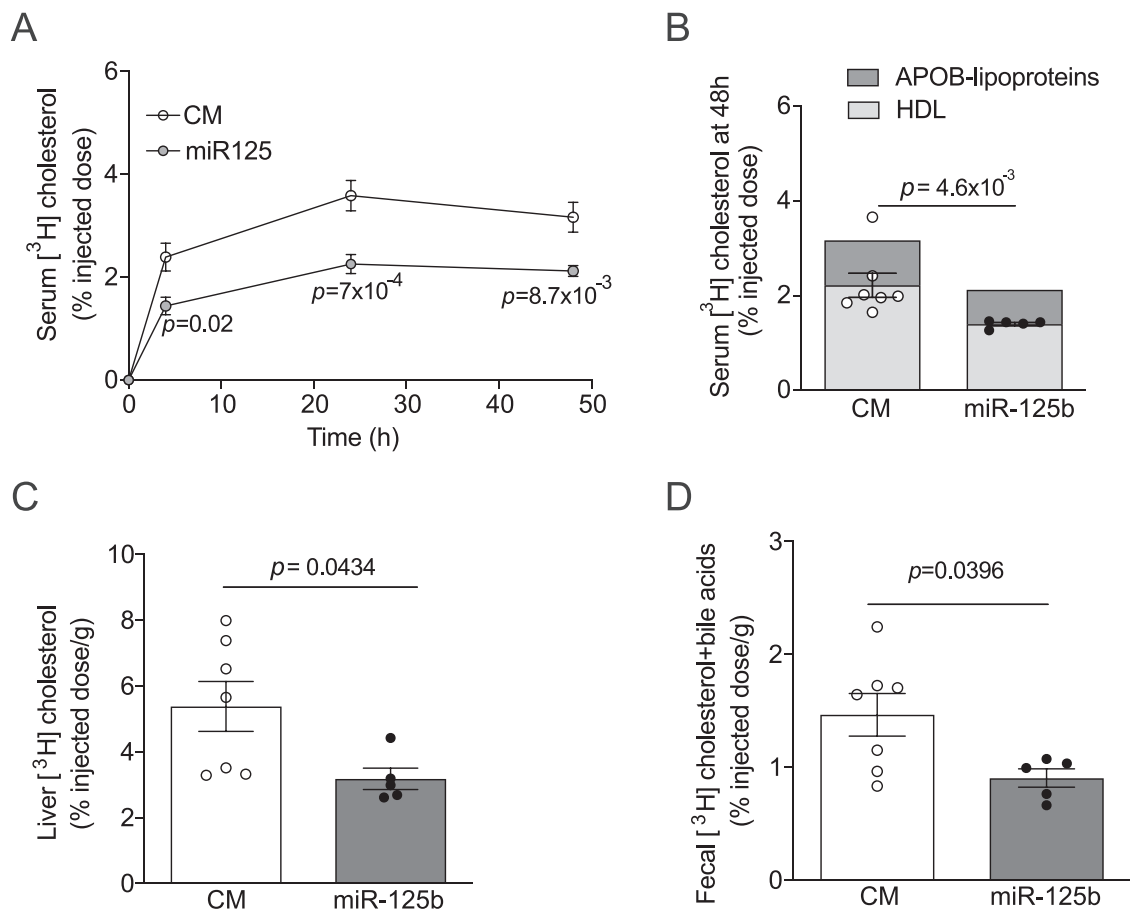 A
Serum [³H] cholesterol
(% injected dose)
6
4
2
0
CM
miR125
p=0.02
p=7x10⁻⁴
p=8.7x10⁻³
0 10 20 30 40 50
Time (h)
B
Serum [³H] cholesterol at 48h
(% injected dose)
APOB-lipoproteins
HDL
6
4
2
0
p= 4.6x10⁻³
CM miR-125b
C
Liver [³H] cholesterol
(% injected dose/g)
10
8
6
4
2
0
p= 0.0434
CM miR-125b
D
Fecal [³H] cholesterol+bile acids
(% injected dose/g)
3
2
1
0
p=0.0396
CM miR-125b